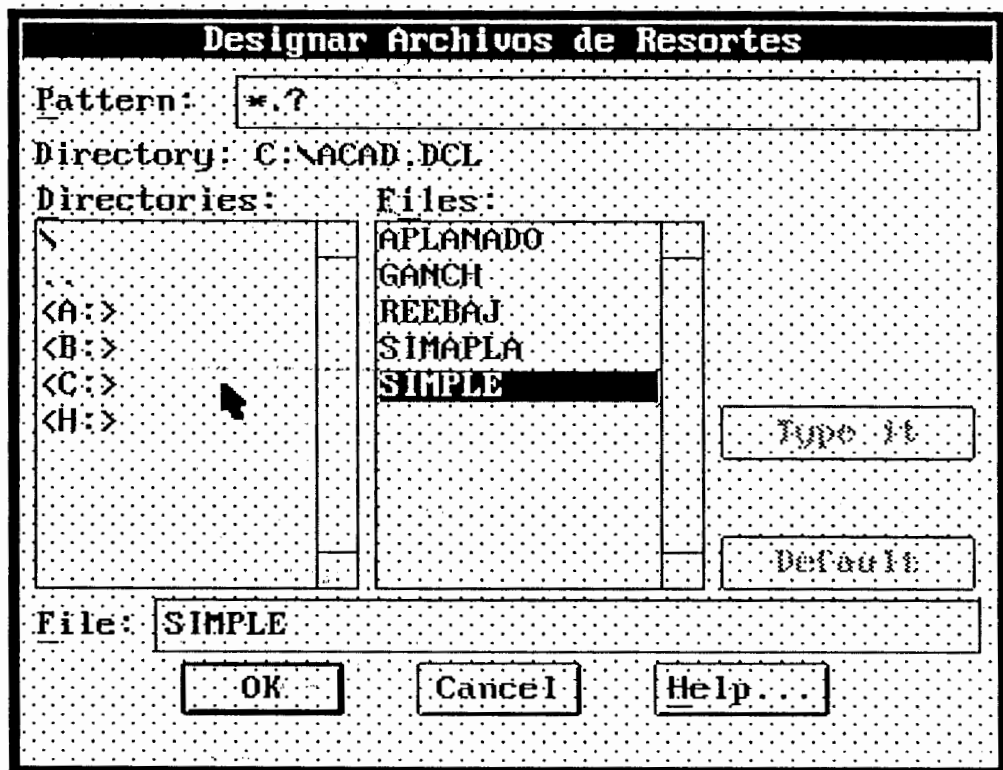 Designar Archivos de Resortes
Pattern: *.?
Directory: C:\ACAD.DCL
Directories: Files:
\ APLANADO
.. GANCH
<A:> REEBAJ
<B:> SIMAPLA
<C:> SIMPLE
<H:>
Type it
Default
File: SIMPLE
OK Cancel Help...